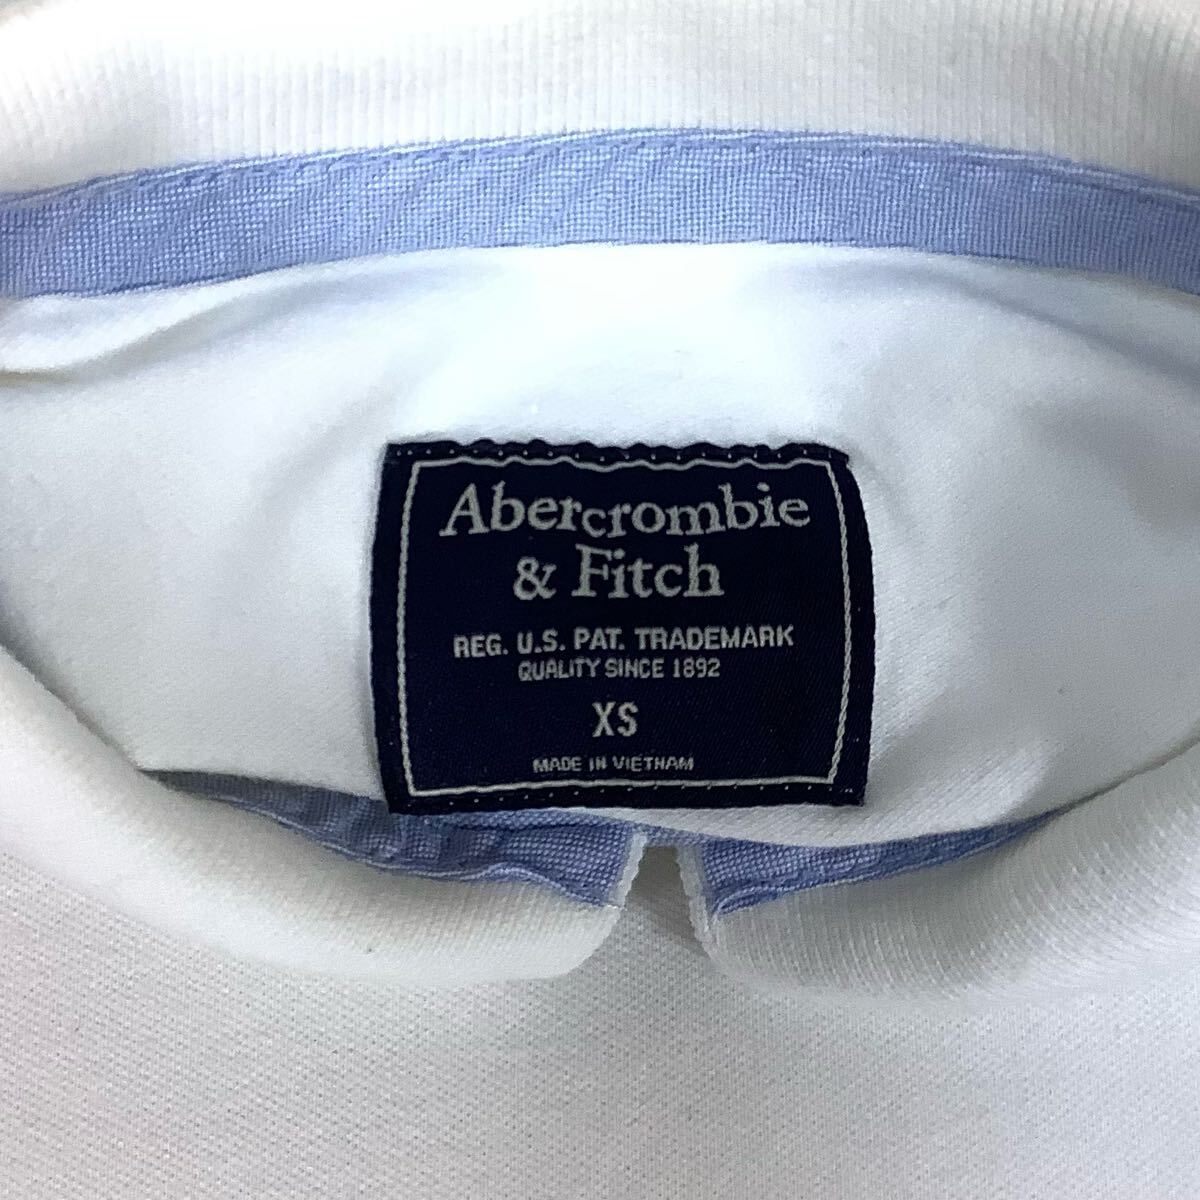 Abercrombie
& Fitch
REG. U.S. PAT. TRADEMARK
QUALITY SINCE 1892
XS
MADE IN VIETNAM